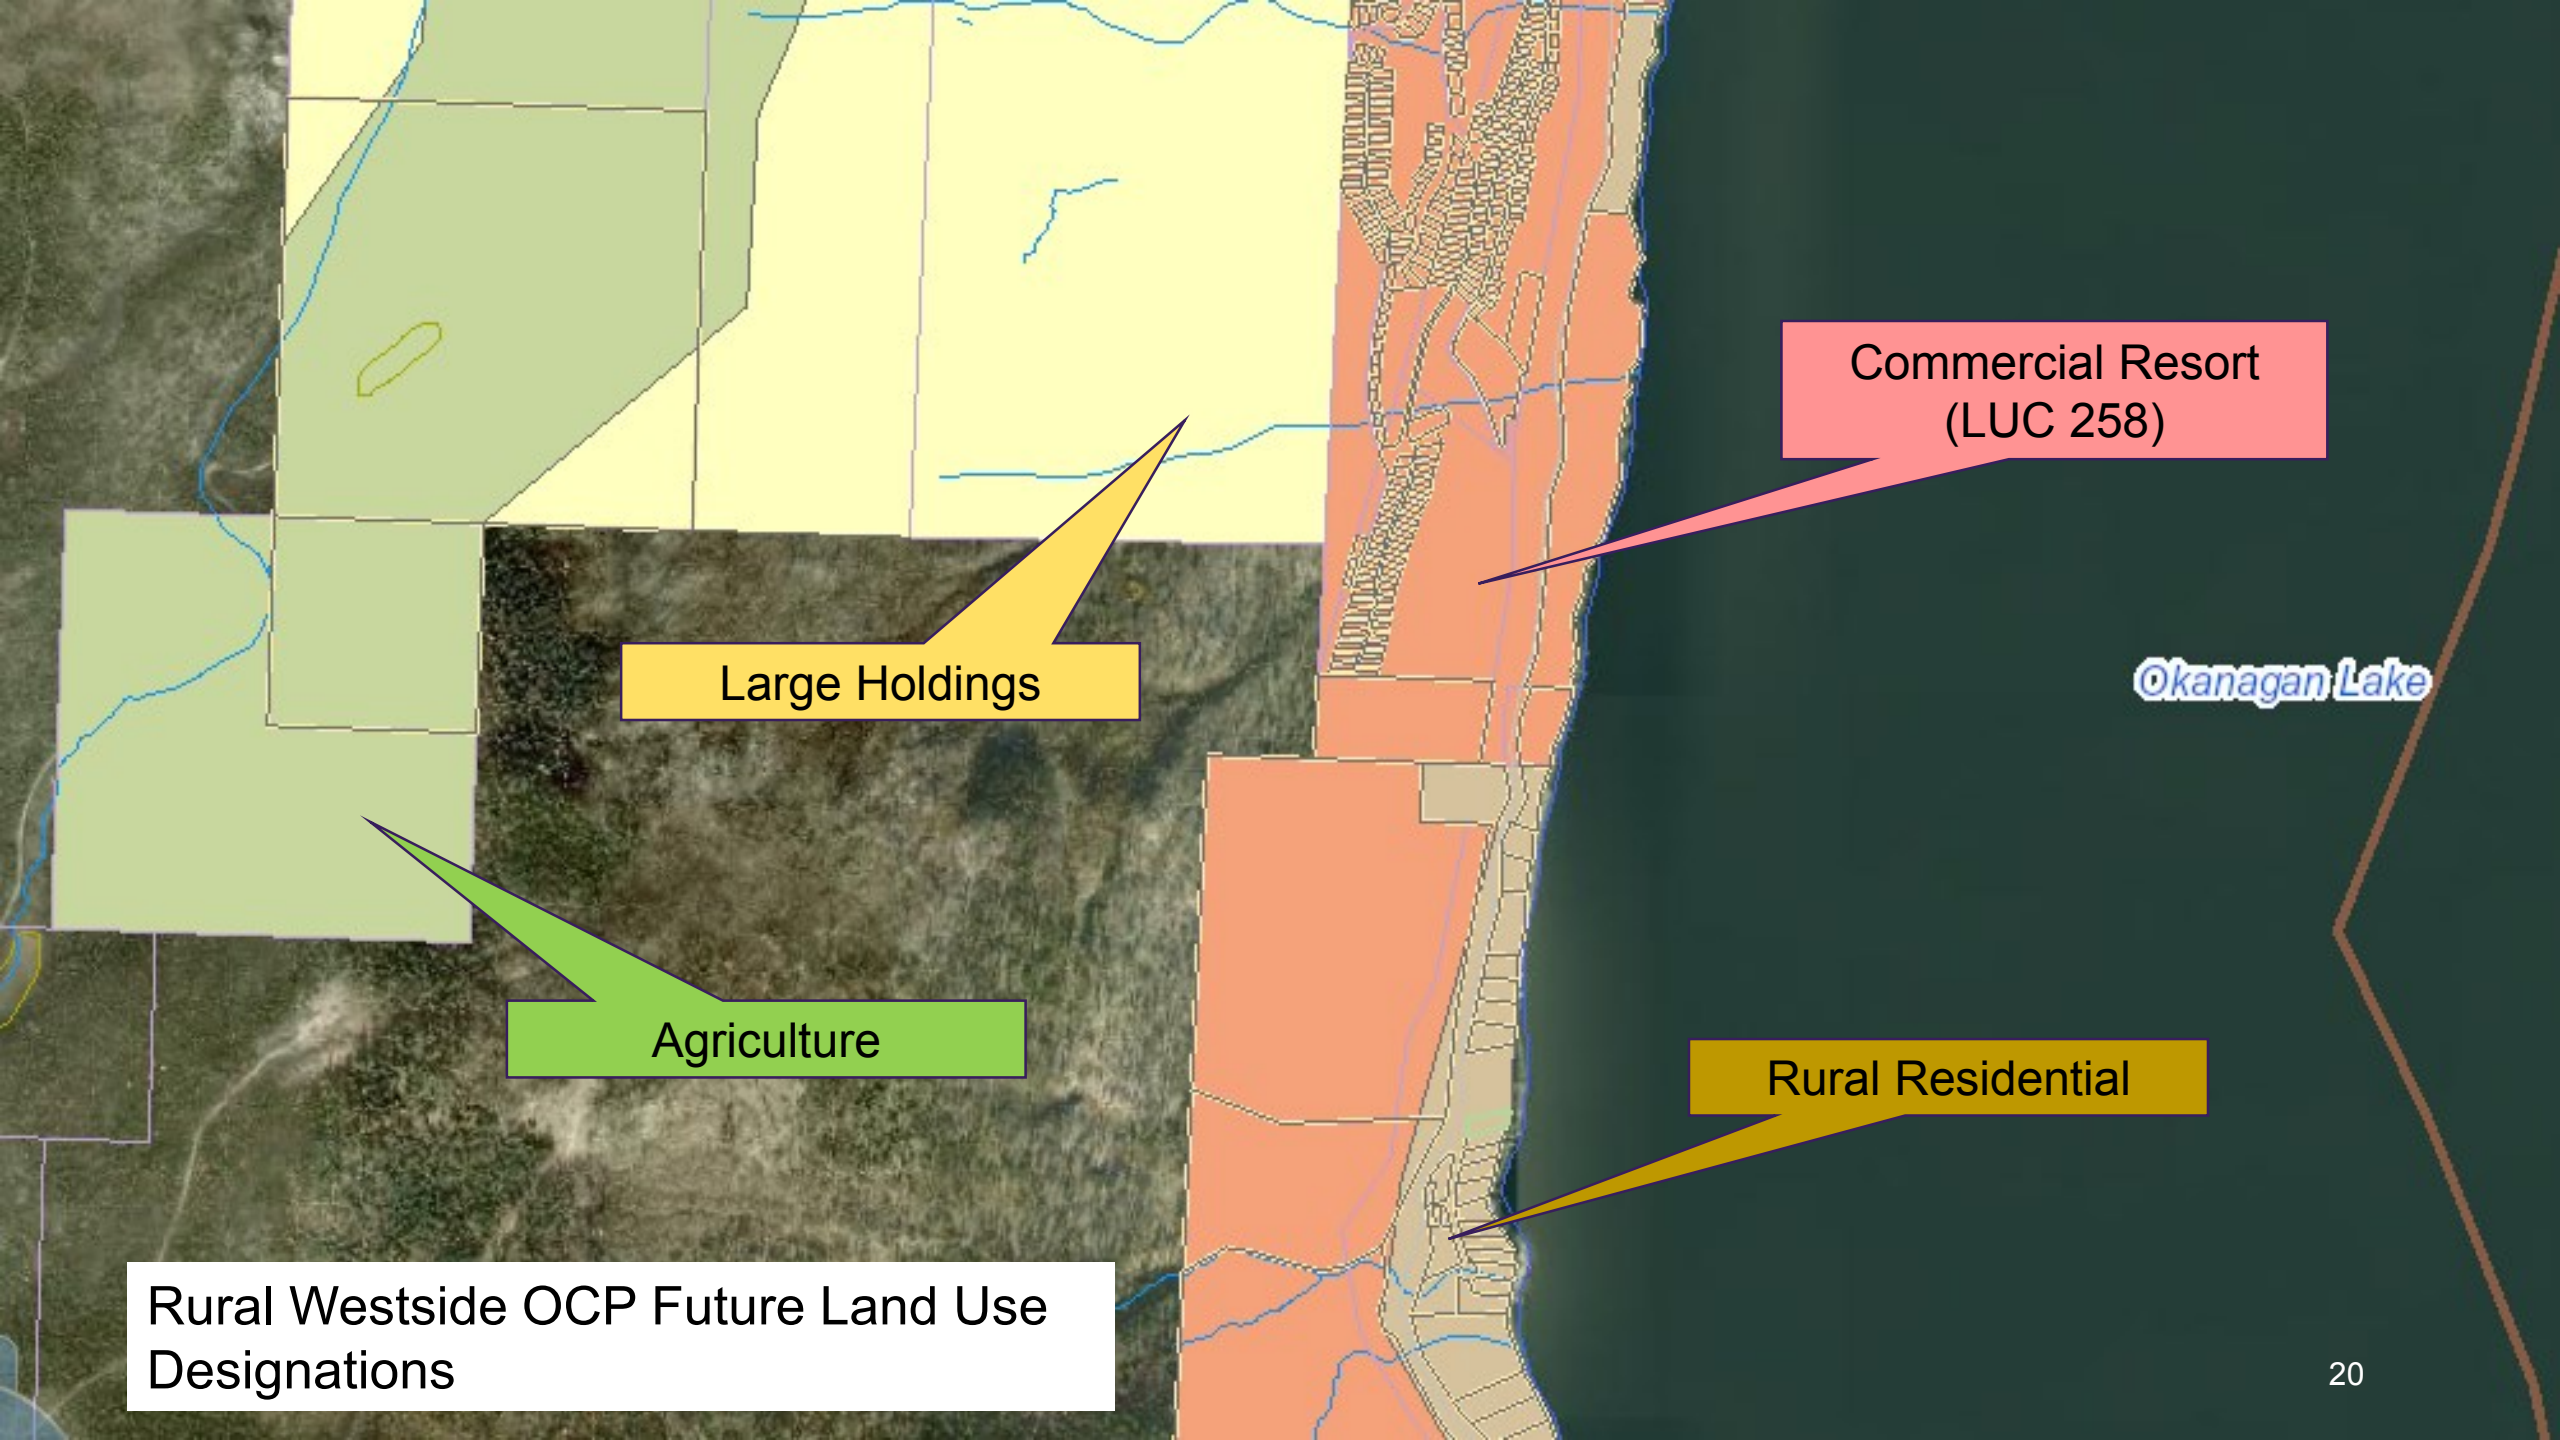 Commercial Resort
(LUC 258)
Large Holdings
Okanagan Lake
Agriculture
Rural Residential
Rural Westside OCP Future Land Use
Designations
20